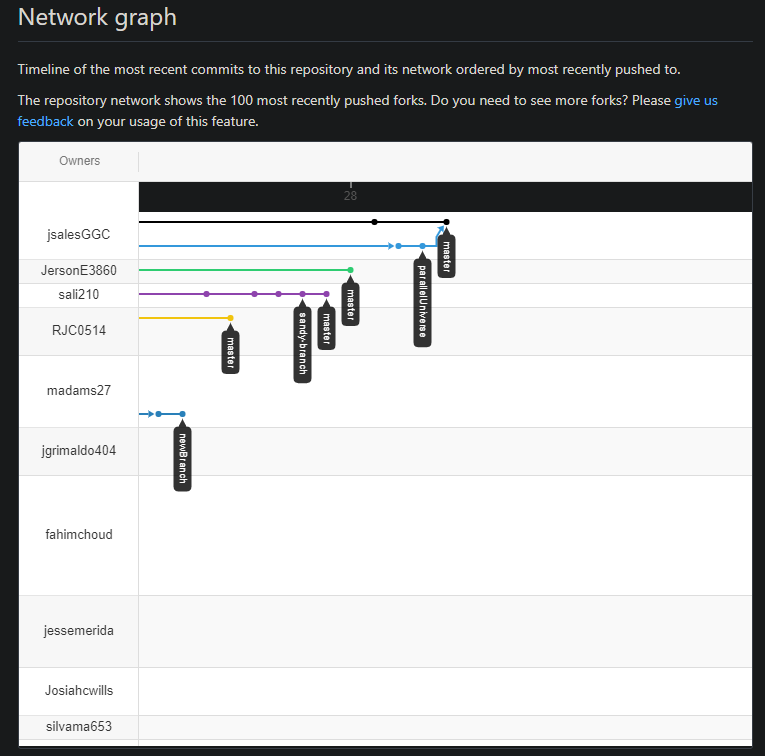 Network graph
Timeline of the most recent commits to this repository and its network ordered by most recently pushed to.
The repository network shows the 100 most recently pushed forks. Do you need to see more forks? Please give us
feedback on your usage of this feature.
Owners
28
jsalesGGC
master
parallelUniverse
JersonE3860
master
sali210
sandy-branch
master
RJC0514
master
madams27
newBranch
jgrimaldo404
fahimchoud
jessemerida
Josiahcwills
silvama653